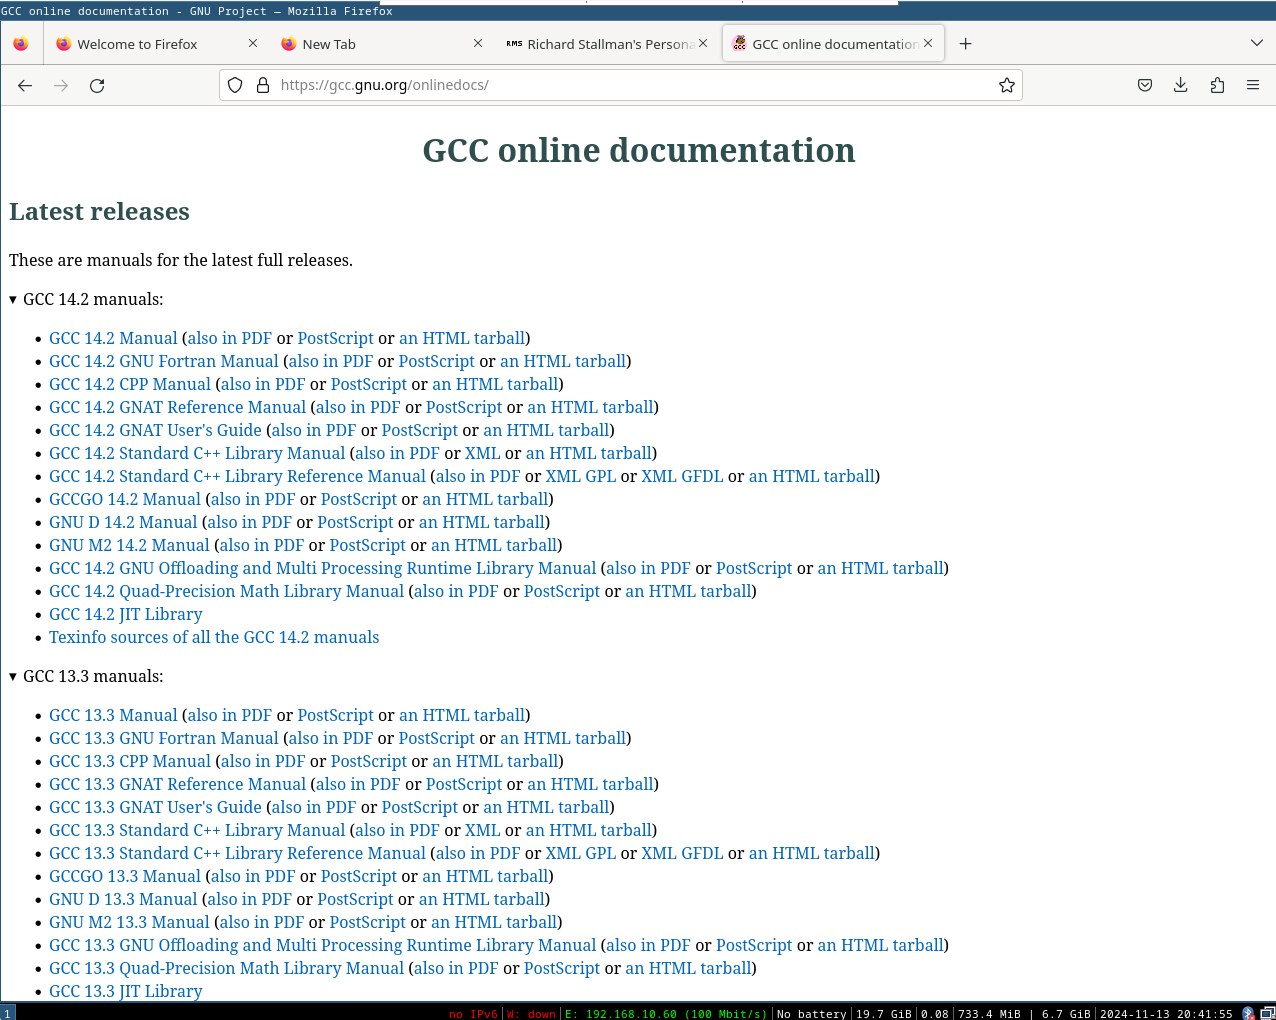 GCC online documentation - GNU Project — Mozilla Firefox
Welcome to Firefox
New Tab
RMS Richard Stallman's Persona
GCC GCC online documentation
https://gcc.gnu.org/onlinedocs/
GCC online documentation
Latest releases
These are manuals for the latest full releases.
▾ GCC 14.2 manuals:
• GCC 14.2 Manual (also in PDF or PostScript or an HTML tarball)
• GCC 14.2 GNU Fortran Manual (also in PDF or PostScript or an HTML tarball)
• GCC 14.2 CPP Manual (also in PDF or PostScript or an HTML tarball)
• GCC 14.2 GNAT Reference Manual (also in PDF or PostScript or an HTML tarball)
• GCC 14.2 GNAT User's Guide (also in PDF or PostScript or an HTML tarball)
• GCC 14.2 Standard C++ Library Manual (also in PDF or XML or an HTML tarball)
• GCC 14.2 Standard C++ Library Reference Manual (also in PDF or XML GPL or XML GFDL or an HTML tarball)
• GCCGO 14.2 Manual (also in PDF or PostScript or an HTML tarball)
• GNU D 14.2 Manual (also in PDF or PostScript or an HTML tarball)
• GNU M2 14.2 Manual (also in PDF or PostScript or an HTML tarball)
• GCC 14.2 GNU Offloading and Multi Processing Runtime Library Manual (also in PDF or PostScript or an HTML tarball)
• GCC 14.2 Quad-Precision Math Library Manual (also in PDF or PostScript or an HTML tarball)
• GCC 14.2 JIT Library
• Texinfo sources of all the GCC 14.2 manuals
▾ GCC 13.3 manuals:
• GCC 13.3 Manual (also in PDF or PostScript or an HTML tarball)
• GCC 13.3 GNU Fortran Manual (also in PDF or PostScript or an HTML tarball)
• GCC 13.3 CPP Manual (also in PDF or PostScript or an HTML tarball)
• GCC 13.3 GNAT Reference Manual (also in PDF or PostScript or an HTML tarball)
• GCC 13.3 GNAT User's Guide (also in PDF or PostScript or an HTML tarball)
• GCC 13.3 Standard C++ Library Manual (also in PDF or XML or an HTML tarball)
• GCC 13.3 Standard C++ Library Reference Manual (also in PDF or XML GPL or XML GFDL or an HTML tarball)
• GCCGO 13.3 Manual (also in PDF or PostScript or an HTML tarball)
• GNU D 13.3 Manual (also in PDF or PostScript or an HTML tarball)
• GNU M2 13.3 Manual (also in PDF or PostScript or an HTML tarball)
• GCC 13.3 GNU Offloading and Multi Processing Runtime Library Manual (also in PDF or PostScript or an HTML tarball)
• GCC 13.3 Quad-Precision Math Library Manual (also in PDF or PostScript or an HTML tarball)
• GCC 13.3 JIT Library
1 no IPv6 | W: down | E: 192.168.10.60 (100 Mbit/s) | No battery | 19.7 GiB | 0.08 | 733.4 MiB | 6.7 GiB | 2024-11-13 20:41:55